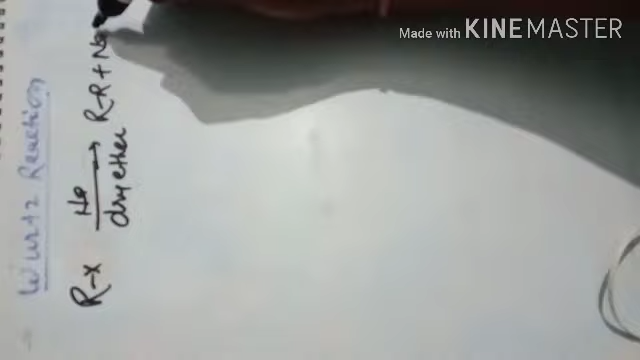 Made with KINEMASTER
Wurtz Reaction
R-X Na → R-R + Na
dry ether